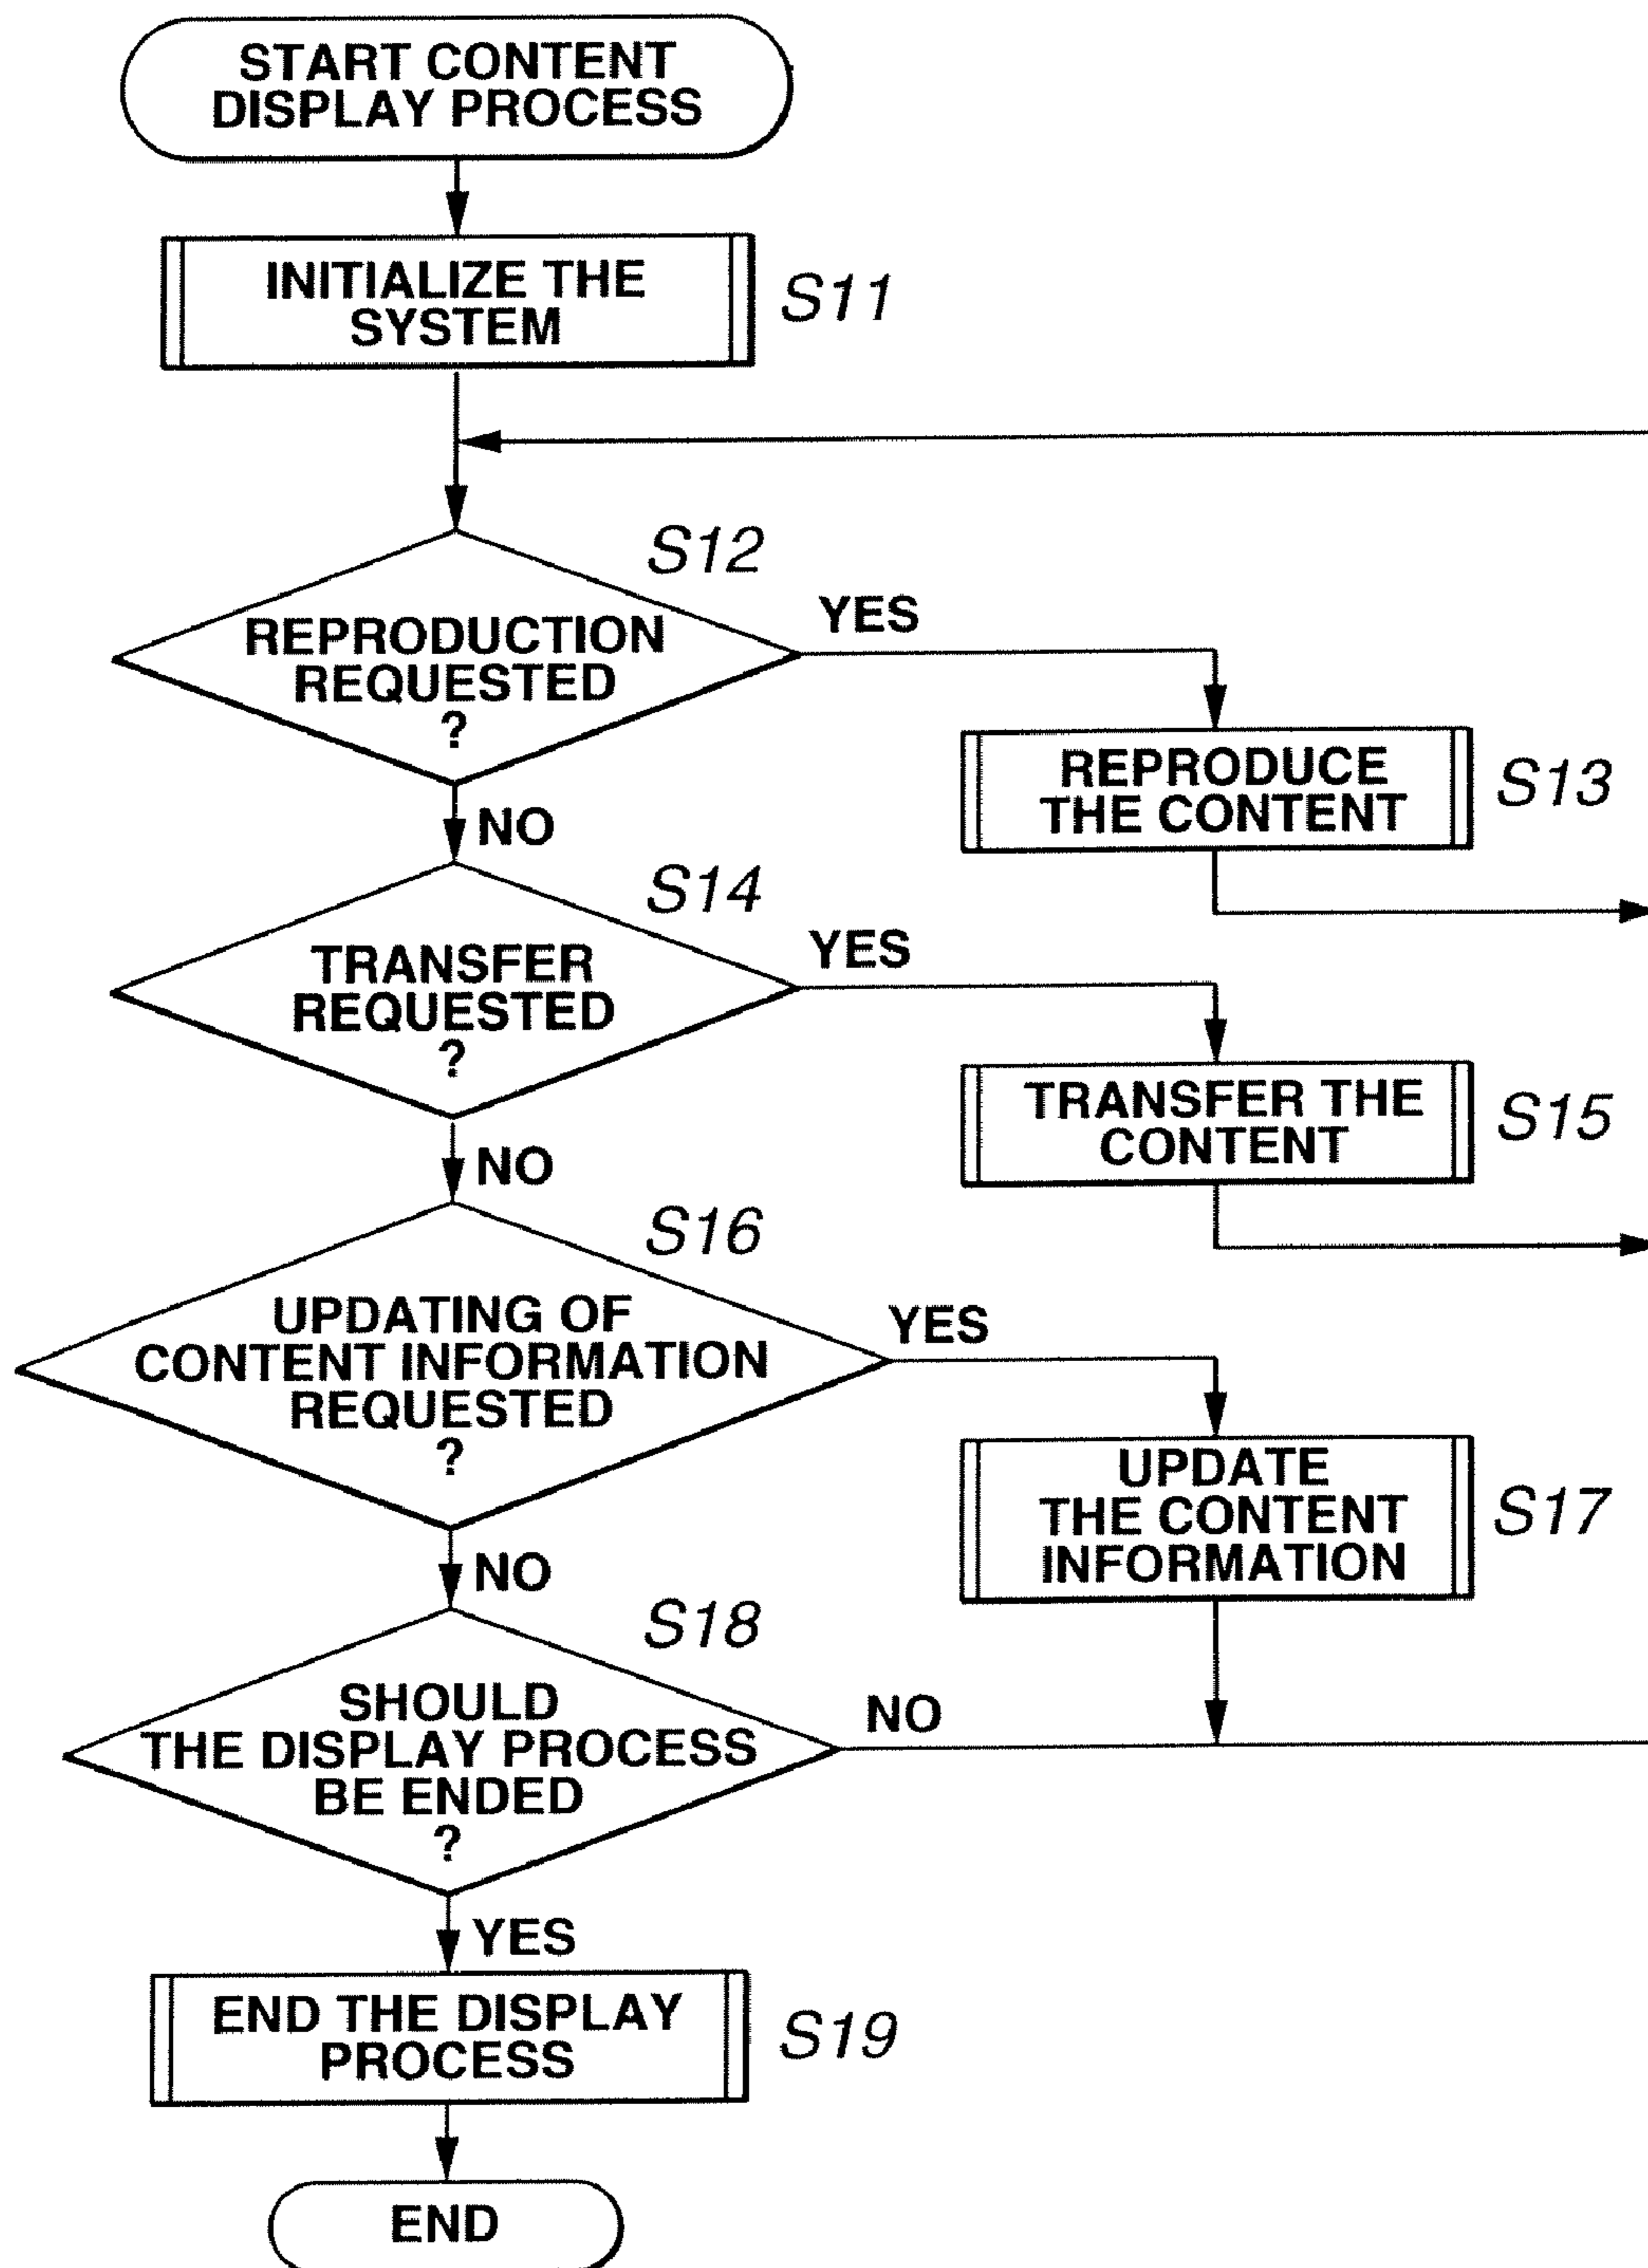 START CONTENT
DISPLAY PROCESS
INITIALIZE THE
SYSTEM
S11
S12
REPRODUCTION
REQUESTED
?
YES
NO
REPRODUCE
THE CONTENT
S13
S14
TRANSFER
REQUESTED
?
YES
NO
TRANSFER THE
CONTENT
S15
S16
UPDATING OF
CONTENT INFORMATION
REQUESTED
?
YES
NO
UPDATE
THE CONTENT
INFORMATION
S17
S18
SHOULD
THE DISPLAY PROCESS
BE ENDED
?
NO
YES
END THE DISPLAY
PROCESS
S19
END